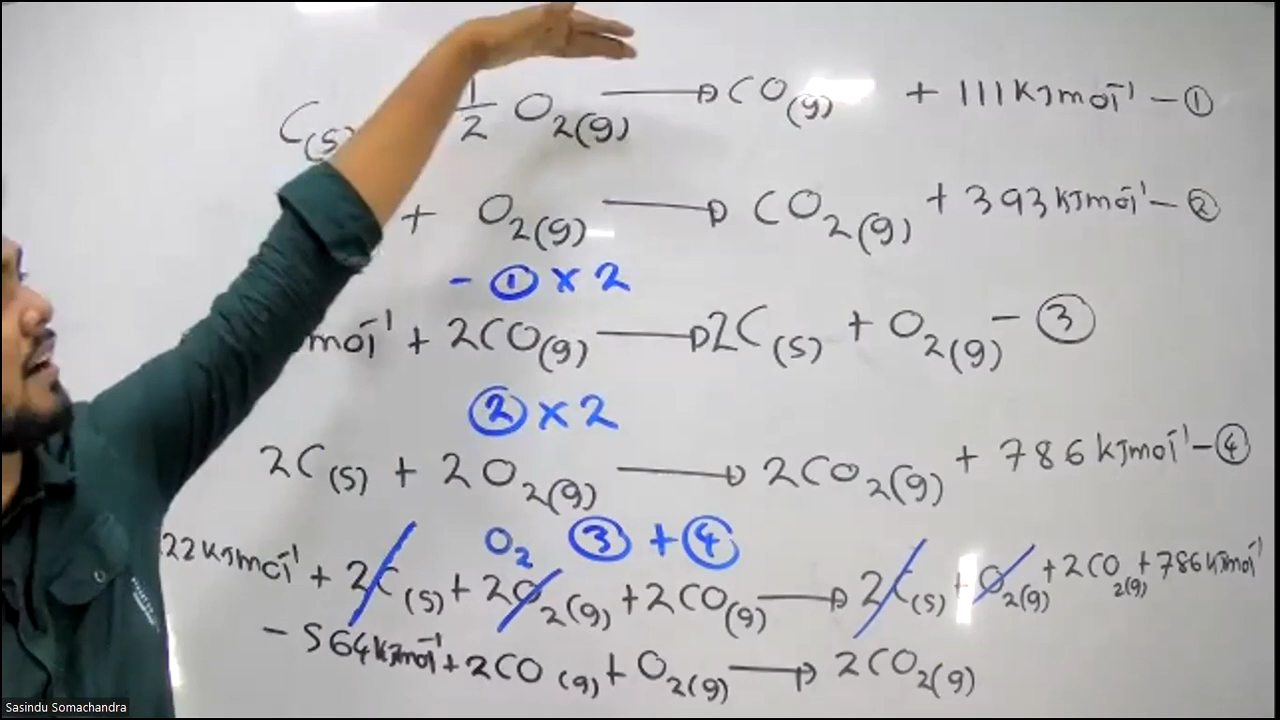 C(s) 1/2 O₂(g) → CO(g) + 111 kJmol⁻¹ – ①
+ O₂(g) → CO₂(g) + 393 kJmol⁻¹ – ②
– ① × 2
mol⁻¹ + 2CO(g) → 2C(s) + O₂(g) – ③
② × 2
2C(s) + 2O₂(g) → 2CO₂(g) + 786 kJmol⁻¹ – ④
O₂ ③ + ④
22 kJmol⁻¹ + 2C(s) + 2O₂(g) + 2CO(g) → 2C(s) + O₂(g) + 2CO₂(g) + 786 kJmol⁻¹
– 564 kJmol⁻¹ + 2CO(g) + O₂(g) → 2CO₂(g)
Sasindu Somachandra